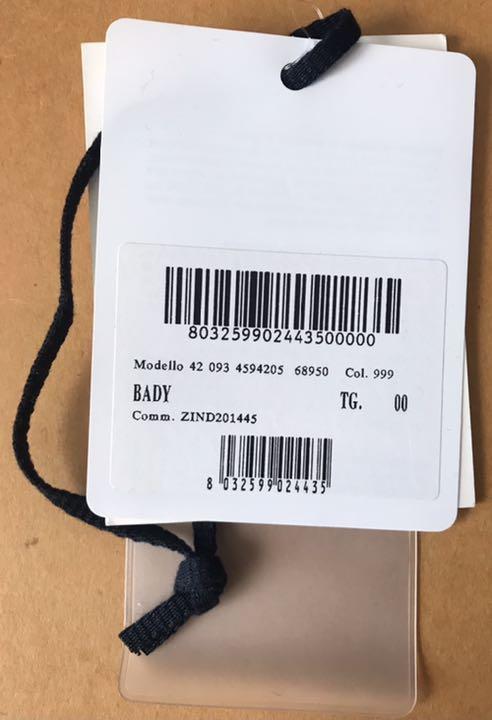 803259902443500000
Modello 42 093 4594205 68950 Col. 999
BADY TG. 00
Comm. ZIND201445
8 032599 024435